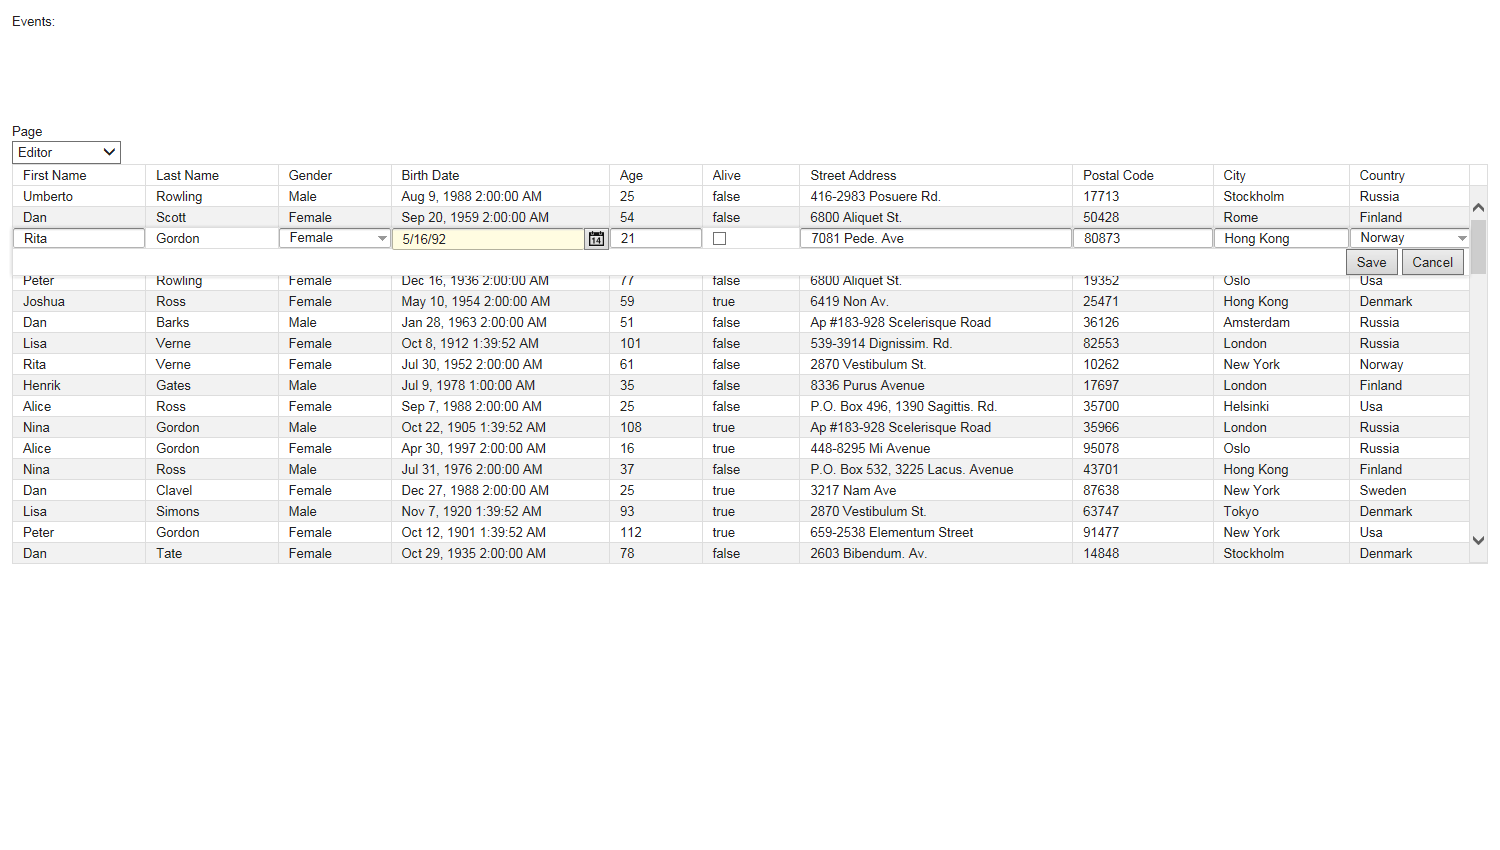 Events:
Page
Editor
First Name Last Name Gender Birth Date Age Alive Street Address Postal Code City Country
Umberto Rowling Male Aug 9, 1988 2:00:00 AM 25 false 416-2983 Posuere Rd. 17713 Stockholm Russia
Dan Scott Female Sep 20, 1959 2:00:00 AM 54 false 6800 Aliquet St. 50428 Rome Finland
Rita Gordon Female 5/16/92 14 21 7081 Pede. Ave 80873 Hong Kong Norway
Save Cancel
Peter Rowling Female Dec 16, 1936 2:00:00 AM 77 false 6800 Aliquet St. 19352 Oslo Usa
Joshua Ross Female May 10, 1954 2:00:00 AM 59 true 6419 Non Av. 25471 Hong Kong Denmark
Dan Barks Male Jan 28, 1963 2:00:00 AM 51 false Ap #183-928 Scelerisque Road 36126 Amsterdam Russia
Lisa Verne Female Oct 8, 1912 1:39:52 AM 101 false 539-3914 Dignissim. Rd. 82553 London Russia
Rita Verne Female Jul 30, 1952 2:00:00 AM 61 false 2870 Vestibulum St. 10262 New York Norway
Henrik Gates Male Jul 9, 1978 1:00:00 AM 35 false 8336 Purus Avenue 17697 London Finland
Alice Ross Female Sep 7, 1988 2:00:00 AM 25 false P.O. Box 496, 1390 Sagittis. Rd. 35700 Helsinki Usa
Nina Gordon Male Oct 22, 1905 1:39:52 AM 108 true Ap #183-928 Scelerisque Road 35966 London Russia
Alice Gordon Female Apr 30, 1997 2:00:00 AM 16 true 448-8295 Mi Avenue 95078 Oslo Russia
Nina Ross Male Jul 31, 1976 2:00:00 AM 37 false P.O. Box 532, 3225 Lacus. Avenue 43701 Hong Kong Finland
Dan Clavel Female Dec 27, 1988 2:00:00 AM 25 true 3217 Nam Ave 87638 New York Sweden
Lisa Simons Male Nov 7, 1920 1:39:52 AM 93 true 2870 Vestibulum St. 63747 Tokyo Denmark
Peter Gordon Female Oct 12, 1901 1:39:52 AM 112 true 659-2538 Elementum Street 91477 New York Usa
Dan Tate Female Oct 29, 1935 2:00:00 AM 78 false 2603 Bibendum. Av. 14848 Stockholm Denmark